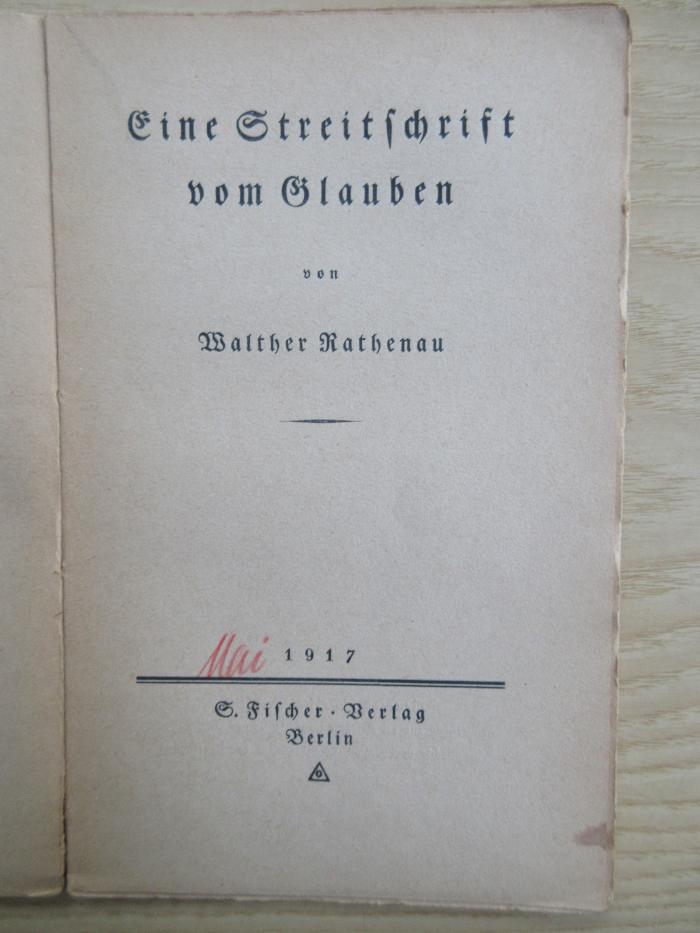 Eine Streitſchrift
vom Glauben
von
Walther Rathenau
Mai 1917
S. Fiſcher · Verlag
Berlin